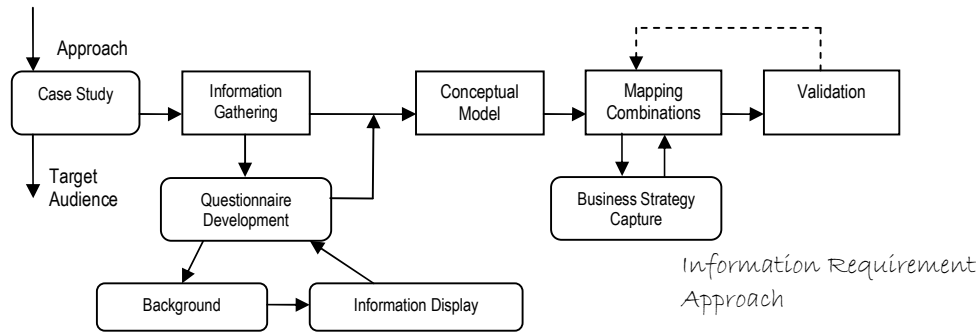 Approach
Case Study
Target
Audience
Information
Gathering
Questionnaire
Development
Background
Information Display
Conceptual
Model
Mapping
Combinations
Business Strategy
Capture
Validation
Information Requirement
Approach